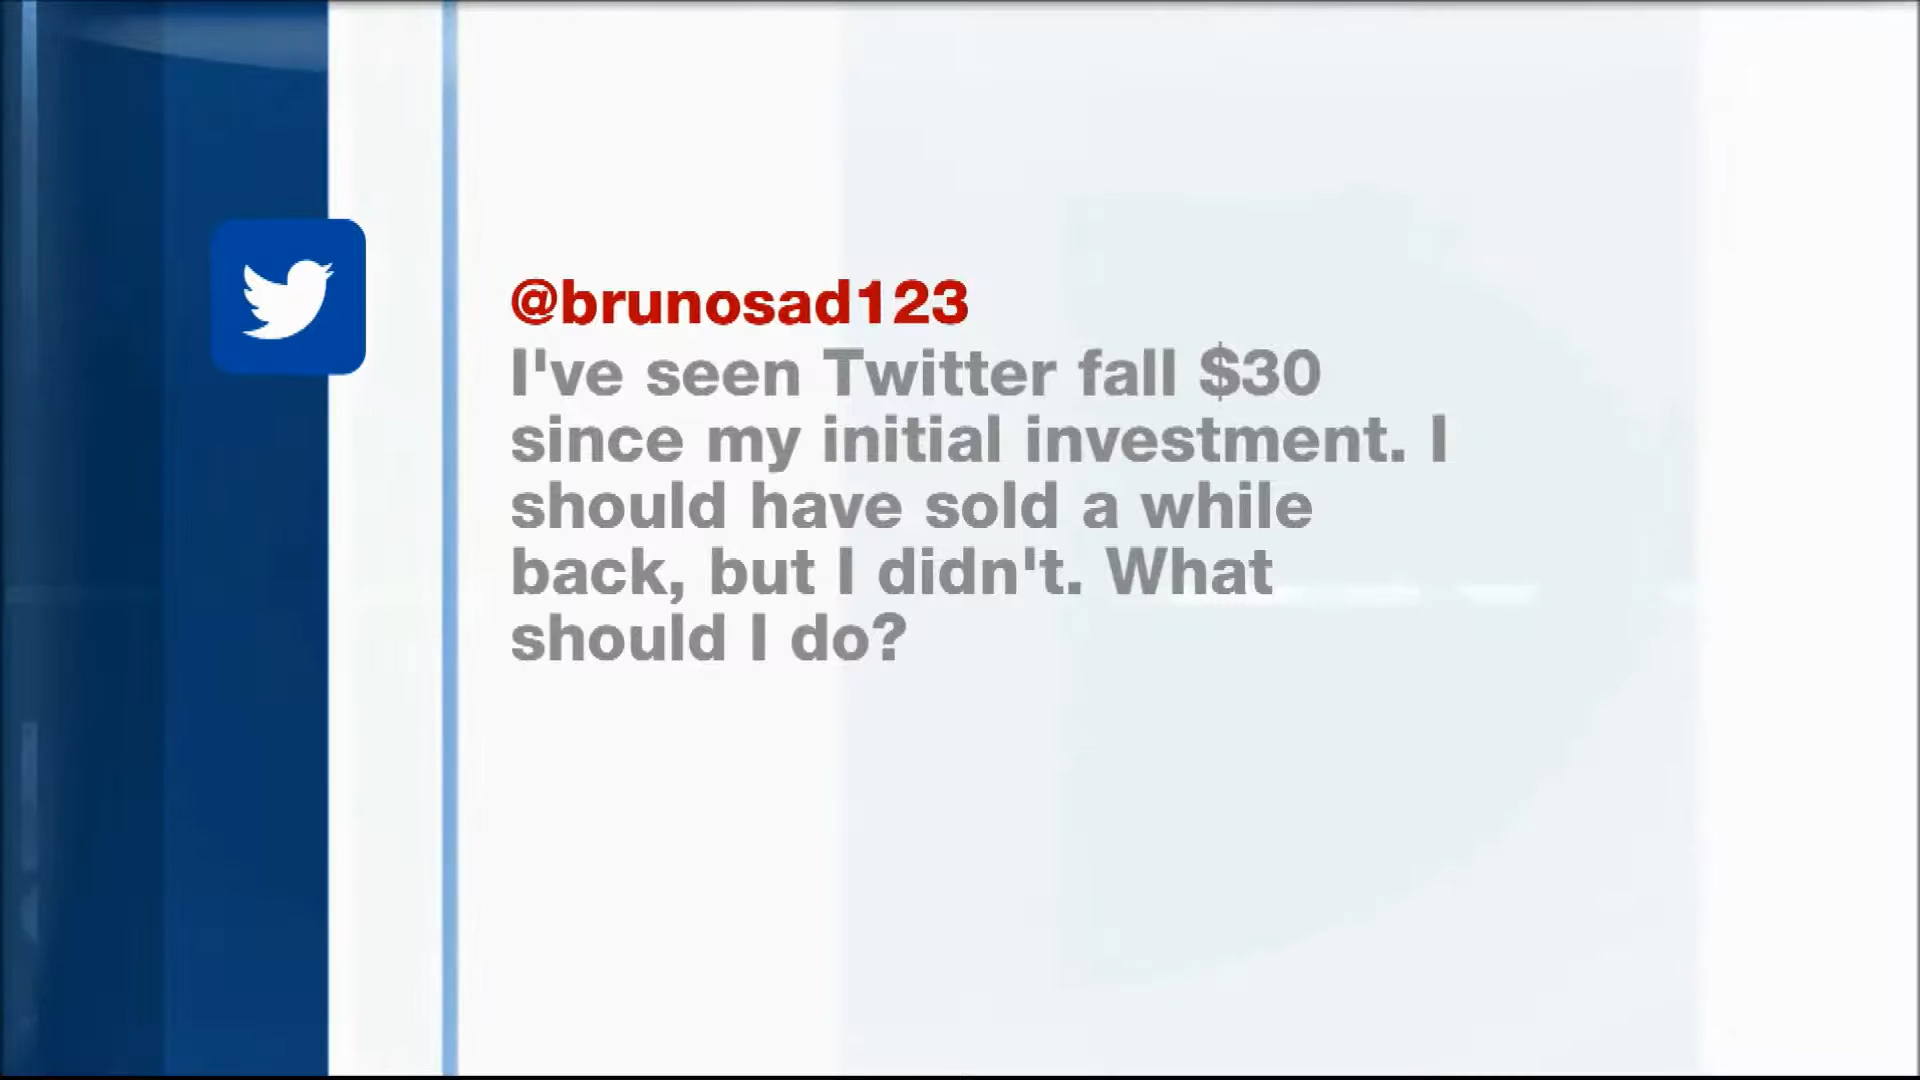 @brunosad123
I've seen Twitter fall $30
since my initial investment. I
should have sold a while
back, but I didn't. What
should I do?